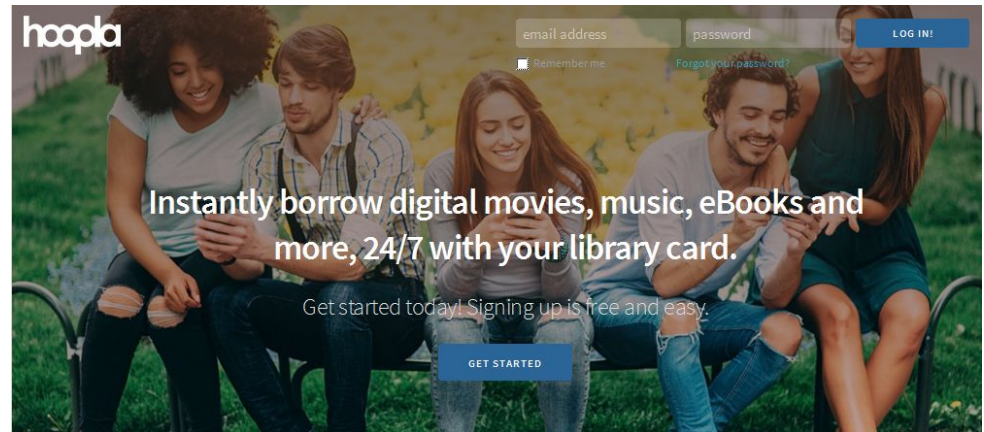 hoopla
email address
password
LOG IN!
Remember me
Forgot your password?
Instantly borrow digital movies, music, eBooks and
more, 24/7 with your library card.
Get started today! Signing up is free and easy.
GET STARTED